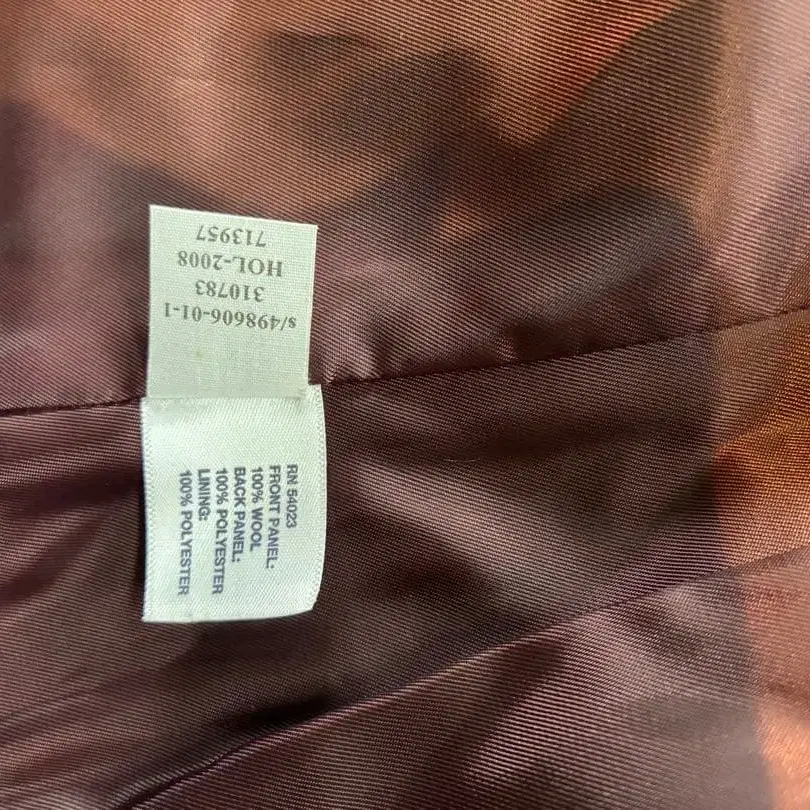 s/498606-01-1
310783
HOL-2008
713957
RN 54023
FRONT PANEL:
100% WOOL
BACK PANEL:
100% POLYESTER
LINING:
100% POLYESTER